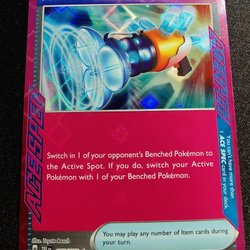 ACE SPEC
ACE SPEC
You can't have more than
1 ACE SPEC card in your deck.
Switch in 1 of your opponent's Benched Pokémon to
the Active Spot. If you do, switch your Active
Pokémon with 1 of your Benched Pokémon.
You may play any number of Item cards during
your turn.